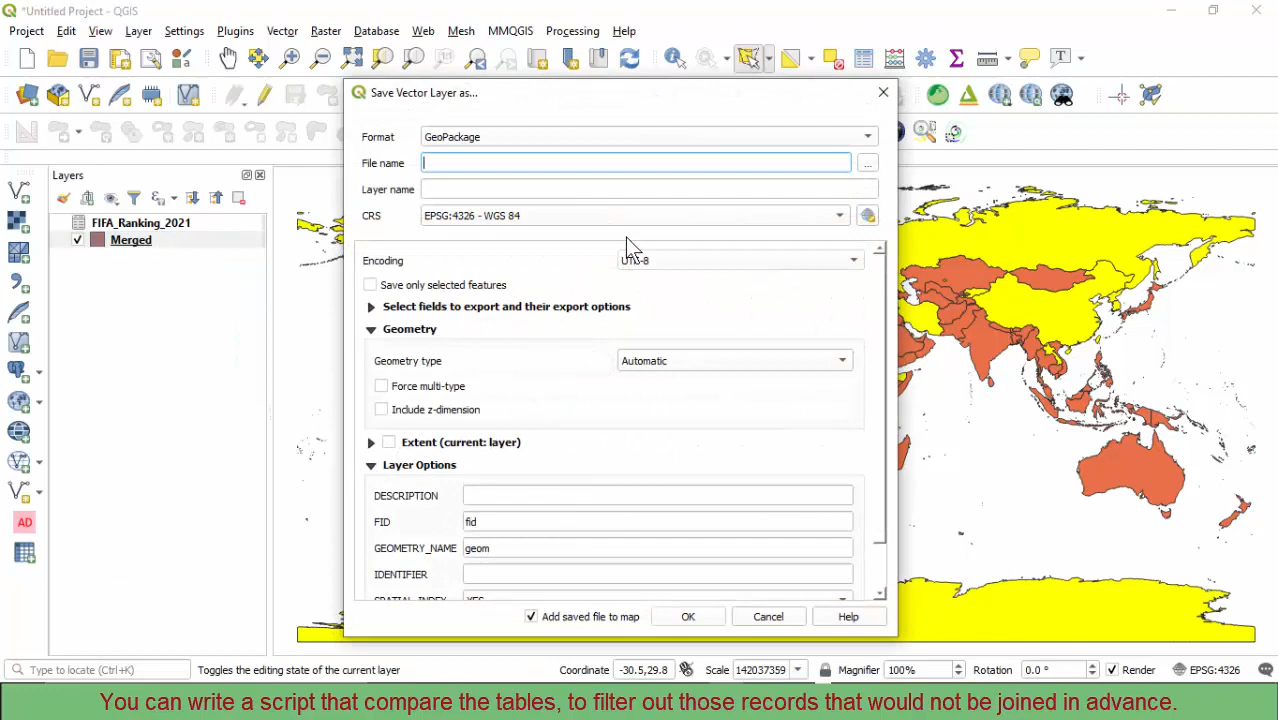 *Untitled Project - QGIS
Project Edit View Layer Settings Plugins Vector Raster Database Web Mesh MMQGIS Processing Help
Save Vector Layer as...
Format GeoPackage
File name ...
Layer name
CRS EPSG:4326 - WGS 84
Layers
FIFA_Ranking_2021
Merged
Encoding UTF-8
Save only selected features
Select fields to export and their export options
Geometry
Geometry type Automatic
Force multi-type
Include z-dimension
Extent (current: layer)
Layer Options
DESCRIPTION
FID fid
GEOMETRY_NAME geom
IDENTIFIER
SPATIAL_INDEX YES
AD
Add saved file to map OK Cancel Help
Type to locate (Ctrl+K) Toggles the editing state of the current layer Coordinate -30.5,29.8 Scale 142037359 Magnifier 100% Rotation 0.0 ° Render EPSG:4326
You can write a script that compare the tables, to filter out those records that would not be joined in advance.